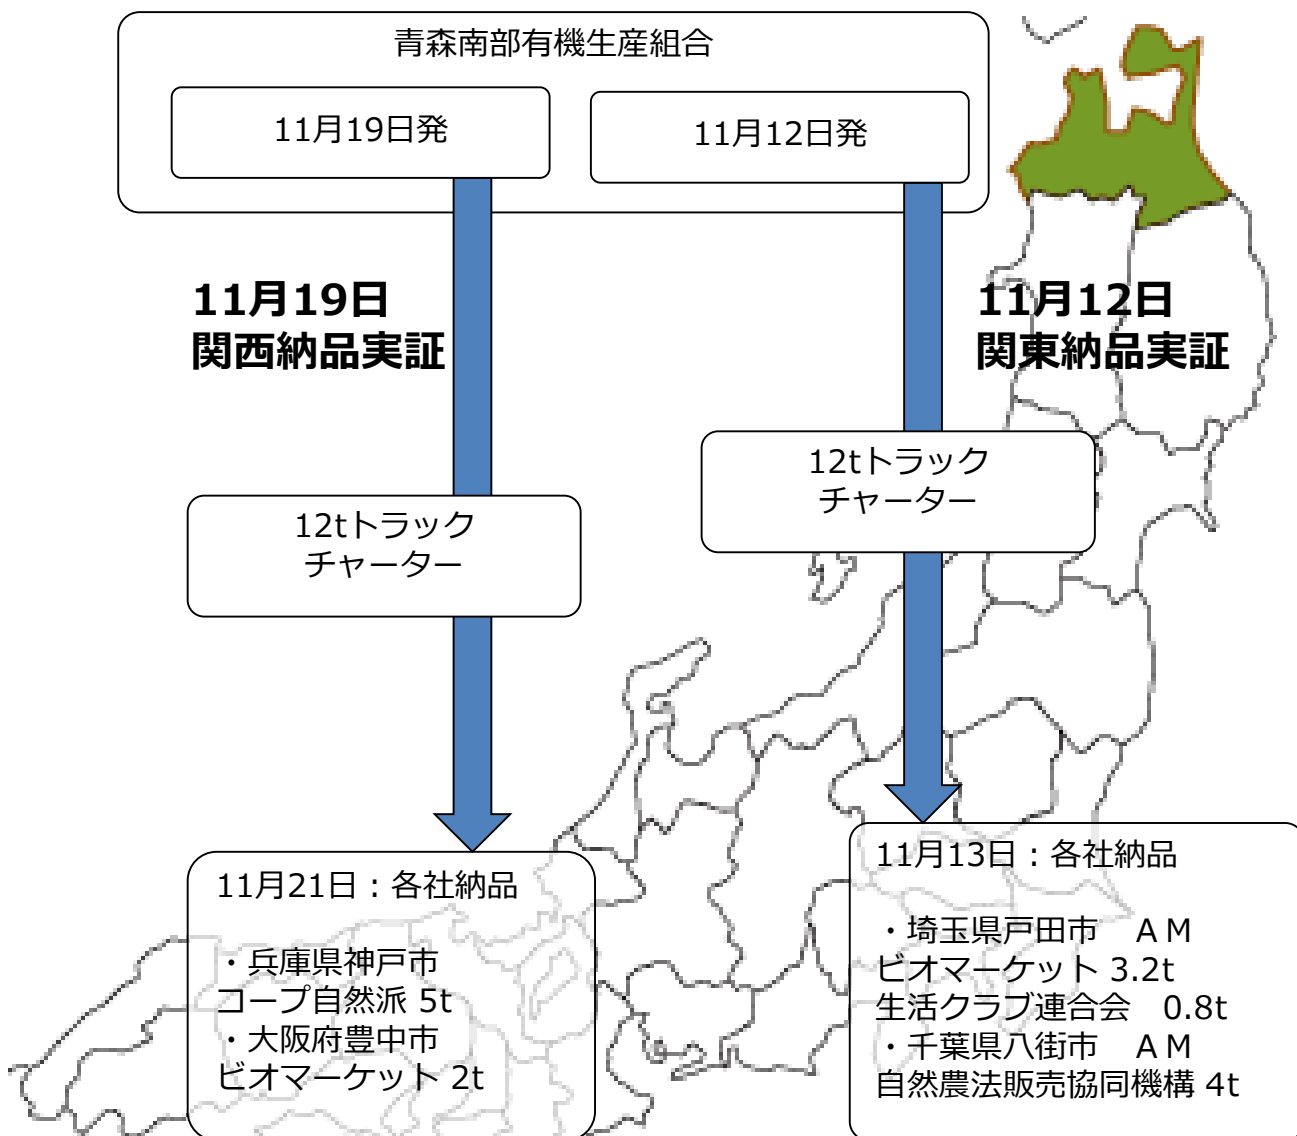 青森南部有機生産組合
11月19日発
11月12日発
11月19日
関西納品実証
11月12日
関東納品実証
12tトラック
チャーター
12tトラック
チャーター
11月21日：各社納品
・兵庫県神戸市
コープ自然派 5t
・大阪府豊中市
ビオマーケット 2t
11月13日：各社納品
・埼玉県戸田市　ＡＭ
ビオマーケット 3.2t
生活クラブ連合会　0.8t
・千葉県八街市　ＡＭ
自然農法販売協同機構 4t